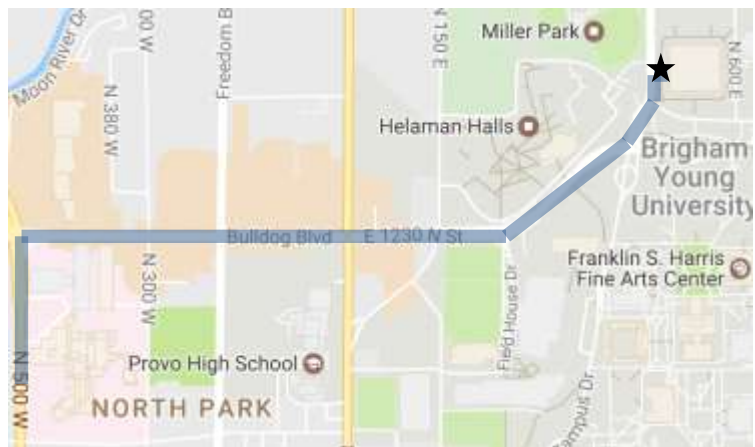 Moon River Dr
00 W
Freedom B
N 150 E
Miller Park
N 600 E
N 380 W
Helaman Halls
Brigham
Young
University
Bulldog Blvd
E 1230 N St
N 300 W
Franklin S. Harris
Fine Arts Center
Field House Dr
N 500 W
Provo High School
NORTH PARK
Campus Dr